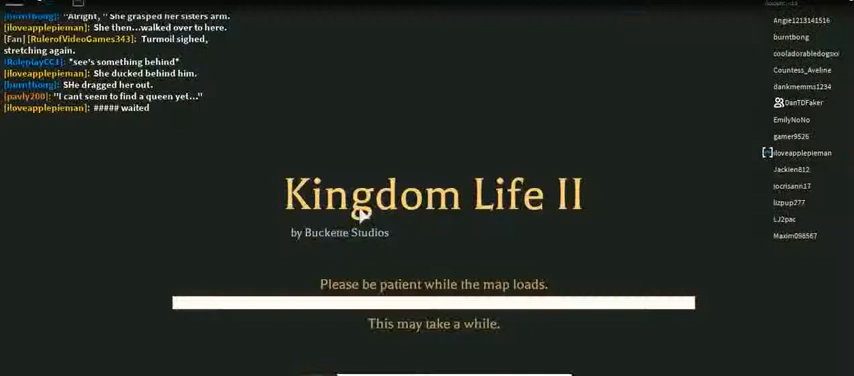 [burntbong]: "Alright, " She grasped her sisters arm.
[iloveapplepieman]: She then...walked over to here.
[Fan] [RulerofVideoGames343]: Turmoil sighed,
stretching again.
[RoleplayCC1]: *see's something behind*
[iloveapplepieman]: She ducked behind him.
[burntbong]: SHe dragged her out.
[pavly200]: "I cant seem to find a queen yet..."
[iloveapplepieman]: ##### waited
Angie1213141516
burntbong
cooladorabledogsxx
Countess_Aveline
dankmemms1234
DanTDFaker
EmilyNoNo
gamer9526
iloveapplepieman
Jackien812
jocrisann17
lizpup777
LJ2pac
Maxim098567
Kingdom Life II
by Buckette Studios
Please be patient while the map loads.
This may take a while.